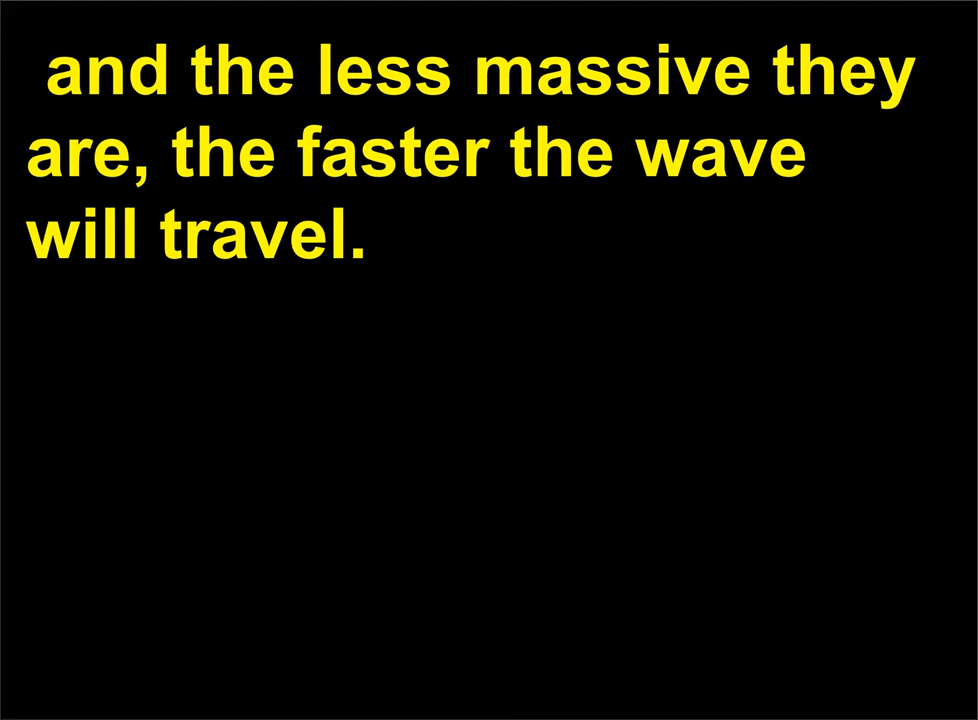 and the less massive they
are, the faster the wave
will travel.